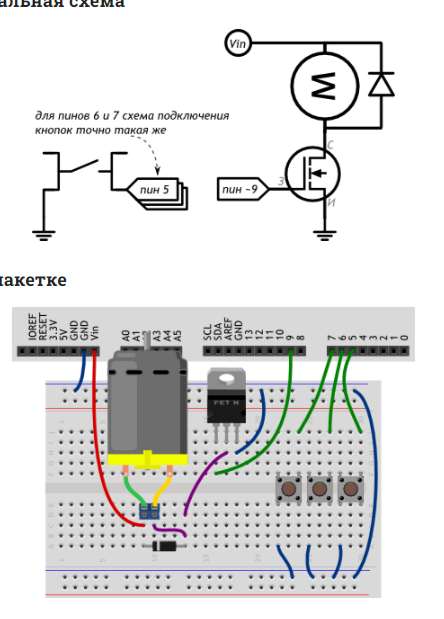 альная схема
Vin
для пинов 6 и 7 схема подключения
кнопок точно такая же
М
С
З
И
пин 5
пин ~9
макетке
IOREF
RESET
3.3V
5V
GND
GND
Vin
A0
A1
A3
A4
A5
SCL
SDA
AREF
GND
13
12
11
10
9
8
7
6
5
4
3
2
1
0
FET N